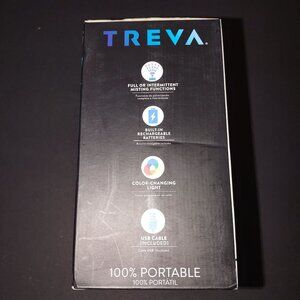 TREVA.
FULL OR INTERMITTENT
MISTING FUNCTIONS
BUILT-IN
RECHARGEABLE
BATTERIES
COLOR-CHANGING
LIGHT
USB CABLE
(INCLUDED)
100% PORTABLE
100% PORTÁTIL